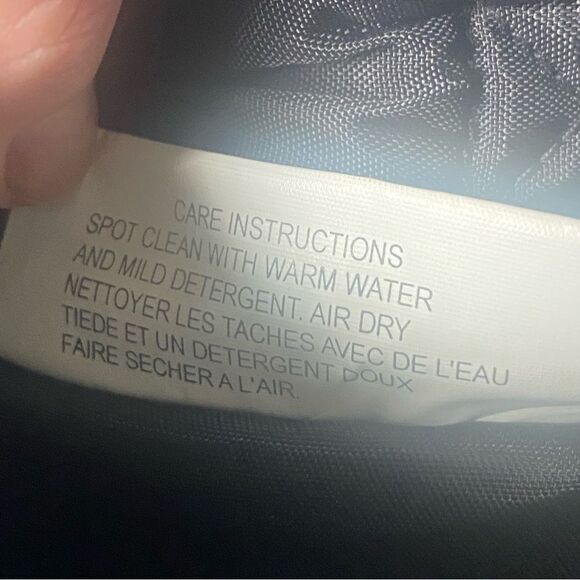 CARE INSTRUCTIONS
SPOT CLEAN WITH WARM WATER
AND MILD DETERGENT. AIR DRY
NETTOYER LES TACHES AVEC DE L'EAU
TIEDE ET UN DETERGENT DOUX
FAIRE SECHER A L'AIR.